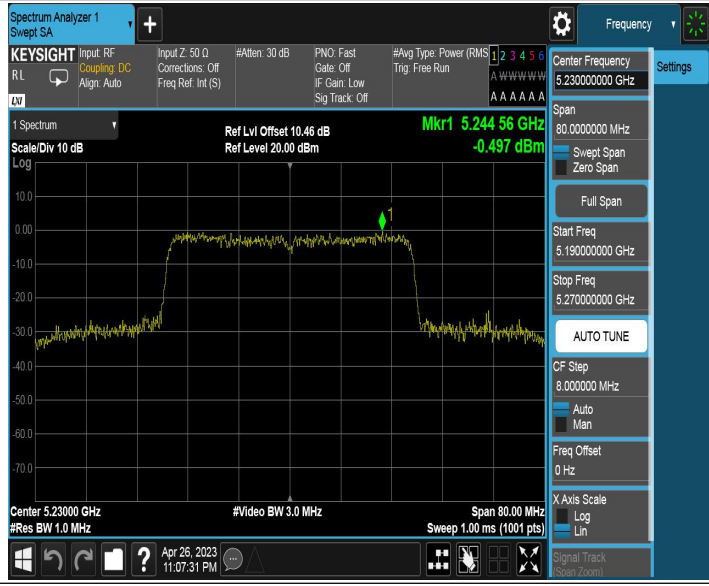 Spectrum Analyzer 1
Swept SA
Frequency
KEYSIGHT
RL
LXI
Input: RF
Coupling: DC
Align: Auto
Input Z: 50 Ω
Corrections: Off
Freq Ref: Int (S)
#Atten: 30 dB
PNO: Fast
Gate: Off
IF Gain: Low
Sig Track: Off
#Avg Type: Power (RMS
Trig: Free Run
1 2 3 4 5 6
A W W W W W
A A A A A A
Settings
1 Spectrum
Scale/Div 10 dB
Log
Ref Lvl Offset 10.46 dB
Ref Level 20.00 dBm
Mkr1 5.244 56 GHz
-0.497 dBm
1
10.0
0.00
-10.0
-20.0
-30.0
-40.0
-50.0
-60.0
-70.0
Center 5.23000 GHz
#Res BW 1.0 MHz
#Video BW 3.0 MHz
Span 80.00 MHz
Sweep 1.00 ms (1001 pts)
Center Frequency
5.230000000 GHz
Span
80.0000000 MHz
Swept Span
Zero Span
Full Span
Start Freq
5.190000000 GHz
Stop Freq
5.270000000 GHz
AUTO TUNE
CF Step
8.000000 MHz
Auto
Man
Freq Offset
0 Hz
X Axis Scale
Log
Lin
Signal Track
(Span Zoom)
?
Apr 26, 2023
11:07:31 PM